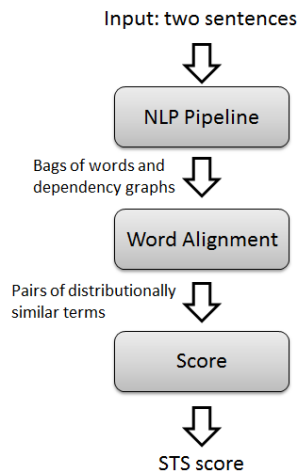 Input: two sentences
NLP Pipeline
Bags of words and
dependency graphs
Word Alignment
Pairs of distributionally
similar terms
Score
STS score